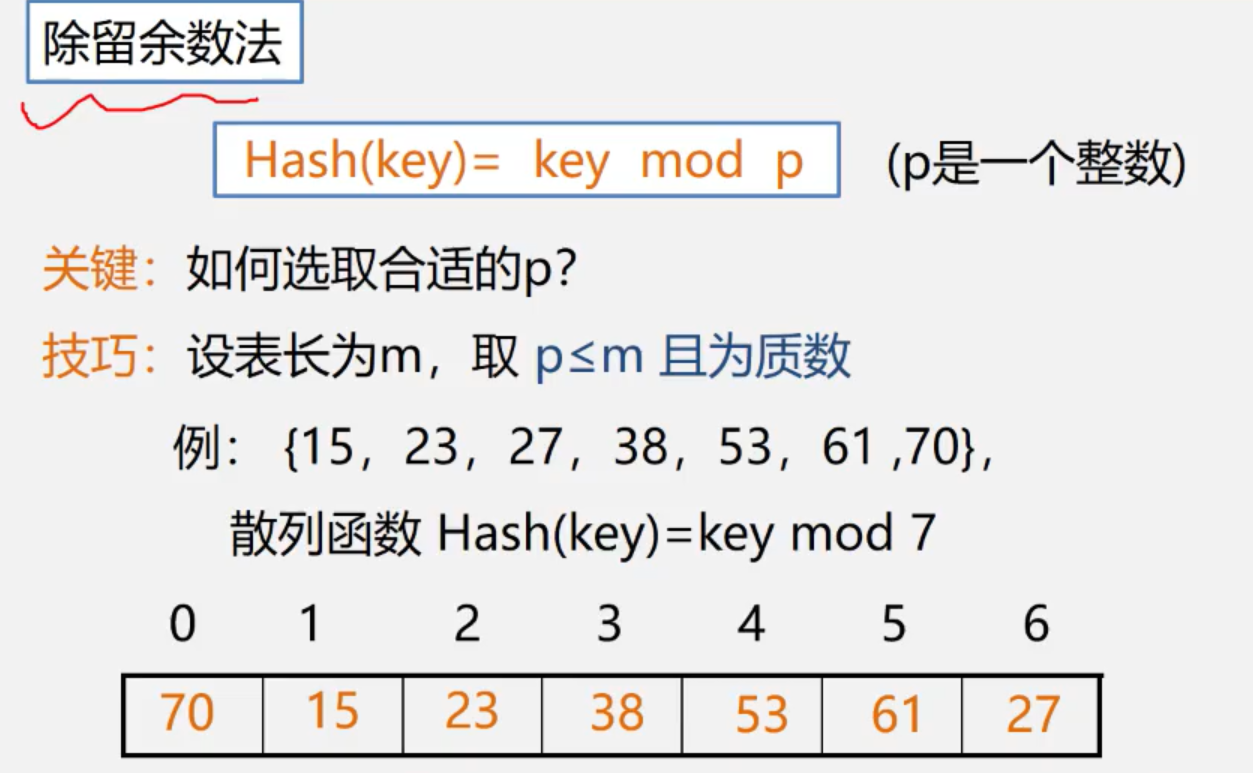 除留余数法
Hash(key)= key mod p (p是一个整数)
关键：如何选取合适的p?
技巧：设表长为m，取 p≤m 且为质数
例： {15，23，27，38，53，61 ,70}，
散列函数 Hash(key)=key mod 7
0 1 2 3 4 5 6
70 15 23 38 53 61 27